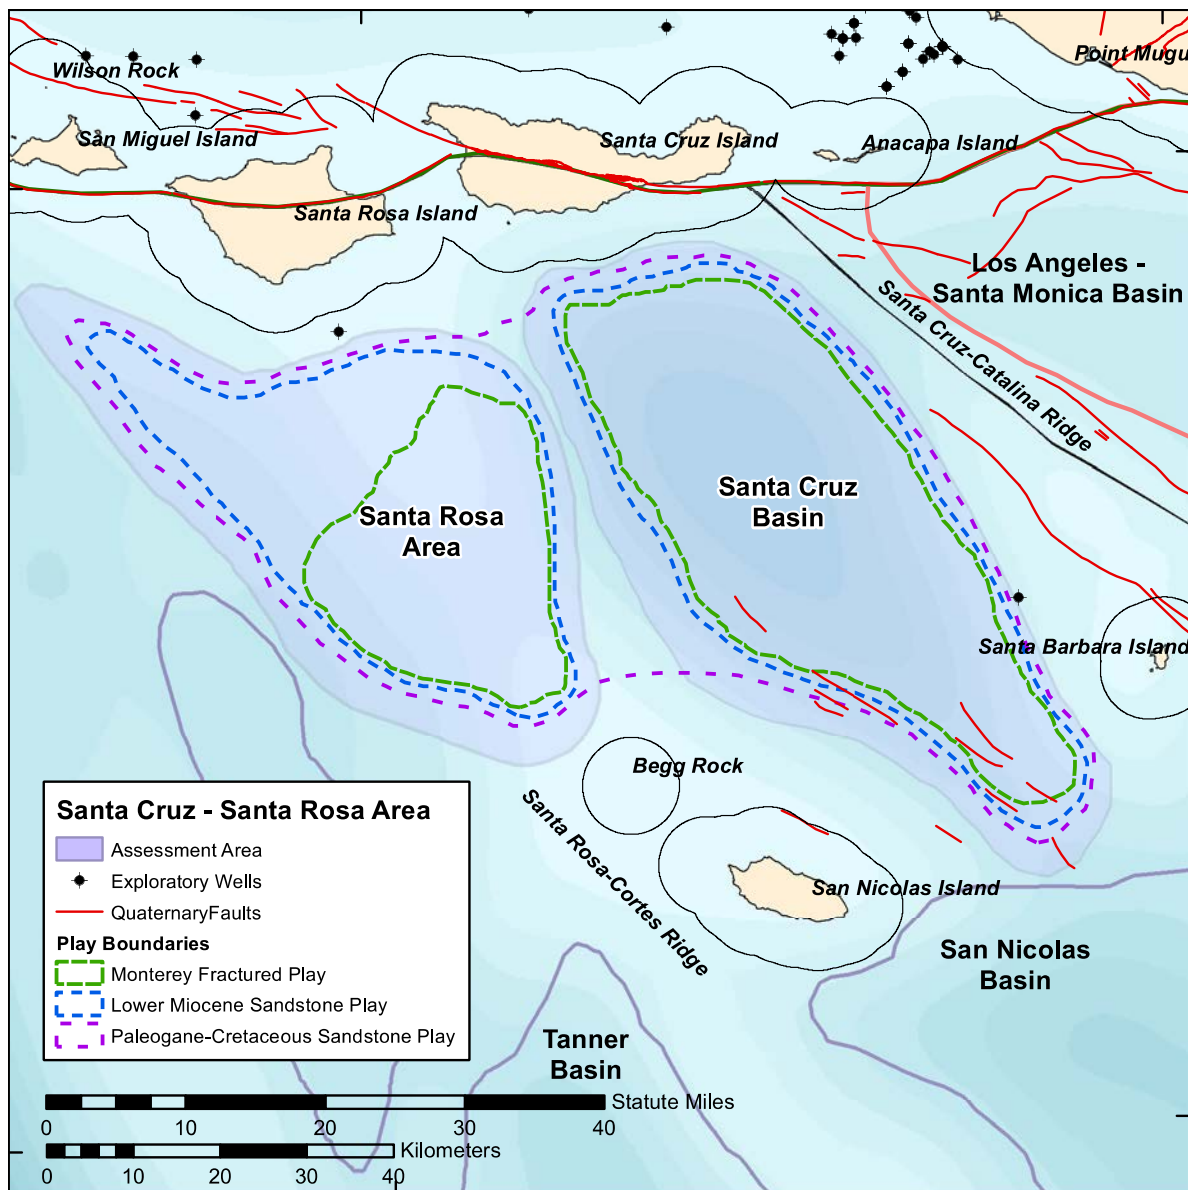 Wilson Rock
Point Mugu
San Miguel Island
Santa Cruz Island
Anacapa Island
Santa Rosa Island
Los Angeles -
Santa Monica Basin
Santa Cruz-Catalina Ridge
Santa Cruz
Basin
Santa Rosa
Area
Santa Barbara Island
Begg Rock
Santa Rosa-Cortes Ridge
San Nicolas Island
San Nicolas
Basin
Tanner
Basin
Santa Cruz - Santa Rosa Area
Assessment Area
Exploratory Wells
QuaternaryFaults
Play Boundaries
Monterey Fractured Play
Lower Miocene Sandstone Play
Paleogane-Cretaceous Sandstone Play
Statute Miles
0 10 20 30 40
Kilometers
0 10 20 30 40